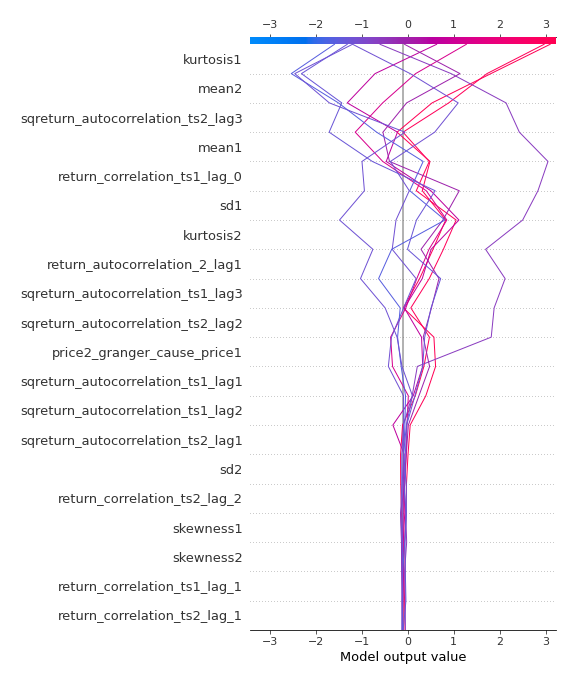 −3 −2 −1 0 1 2 3
kurtosis1
mean2
sqreturn_autocorrelation_ts2_lag3
mean1
return_correlation_ts1_lag_0
sd1
kurtosis2
return_autocorrelation_2_lag1
sqreturn_autocorrelation_ts1_lag3
sqreturn_autocorrelation_ts2_lag2
price2_granger_cause_price1
sqreturn_autocorrelation_ts1_lag1
sqreturn_autocorrelation_ts1_lag2
sqreturn_autocorrelation_ts2_lag1
sd2
return_correlation_ts2_lag_2
skewness1
skewness2
return_correlation_ts1_lag_1
return_correlation_ts2_lag_1
−3 −2 −1 0 1 2 3
Model output value